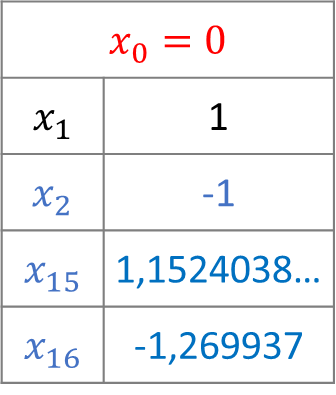 x₀ = 0
x₁ 1
x₂ -1
x₁₅ 1,1524038...
x₁₆ -1,269937